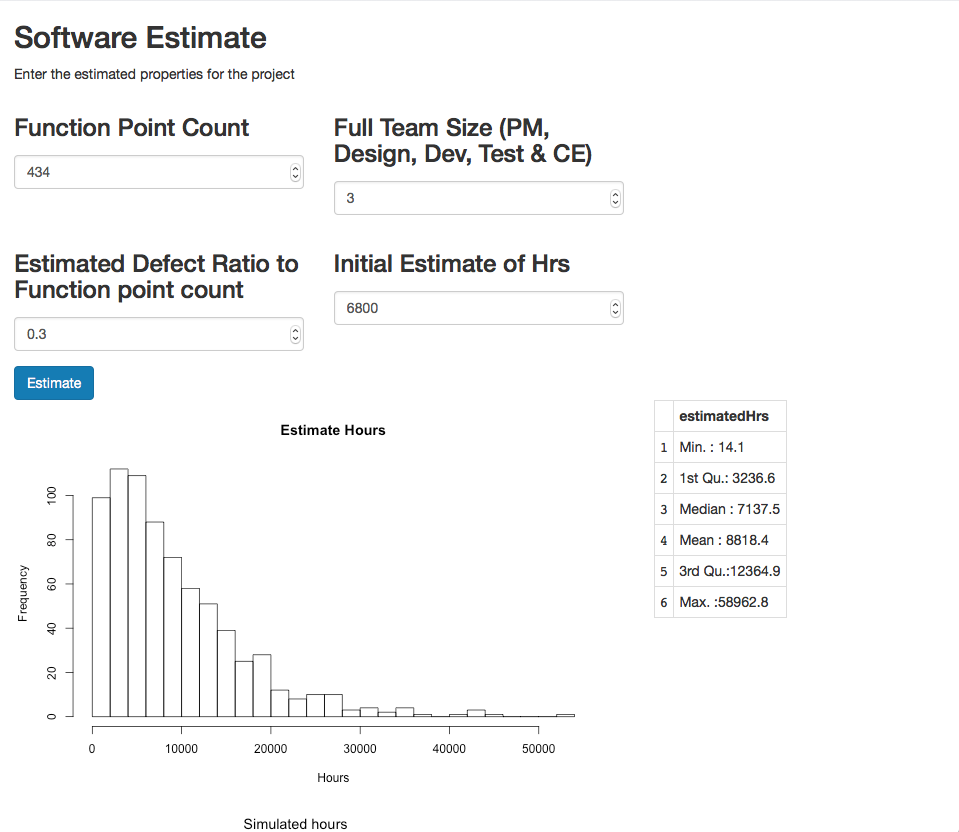 Software Estimate
Enter the estimated properties for the project
Function Point Count
434
Full Team Size (PM,
Design, Dev, Test & CE)
3
Estimated Defect Ratio to
Function point count
0.3
Initial Estimate of Hrs
6800
Estimate
Estimate Hours
Frequency
100
80
60
40
20
0
0 10000 20000 30000 40000 50000
Hours
Simulated hours
estimatedHrs
1 Min. : 14.1
2 1st Qu.: 3236.6
3 Median : 7137.5
4 Mean : 8818.4
5 3rd Qu.:12364.9
6 Max. :58962.8